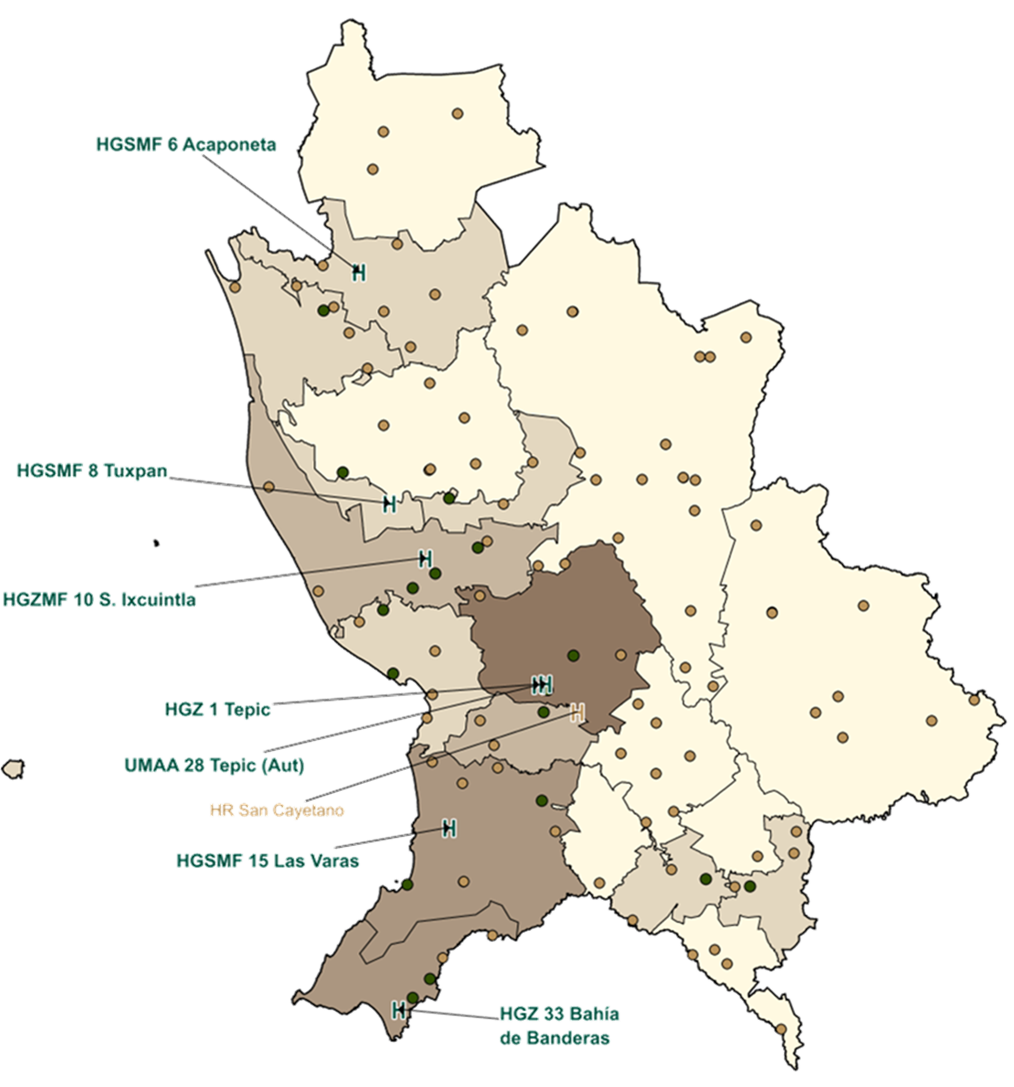 HGSMF 6 Acaponeta
H
HGSMF 8 Tuxpan
H
H
HGZMF 10 S. Ixcuintla
HGZ 1 Tepic
HH
H
UMAA 28 Tepic (Aut)
HR San Cayetano
H
HGSMF 15 Las Varas
H
HGZ 33 Bahía
de Banderas